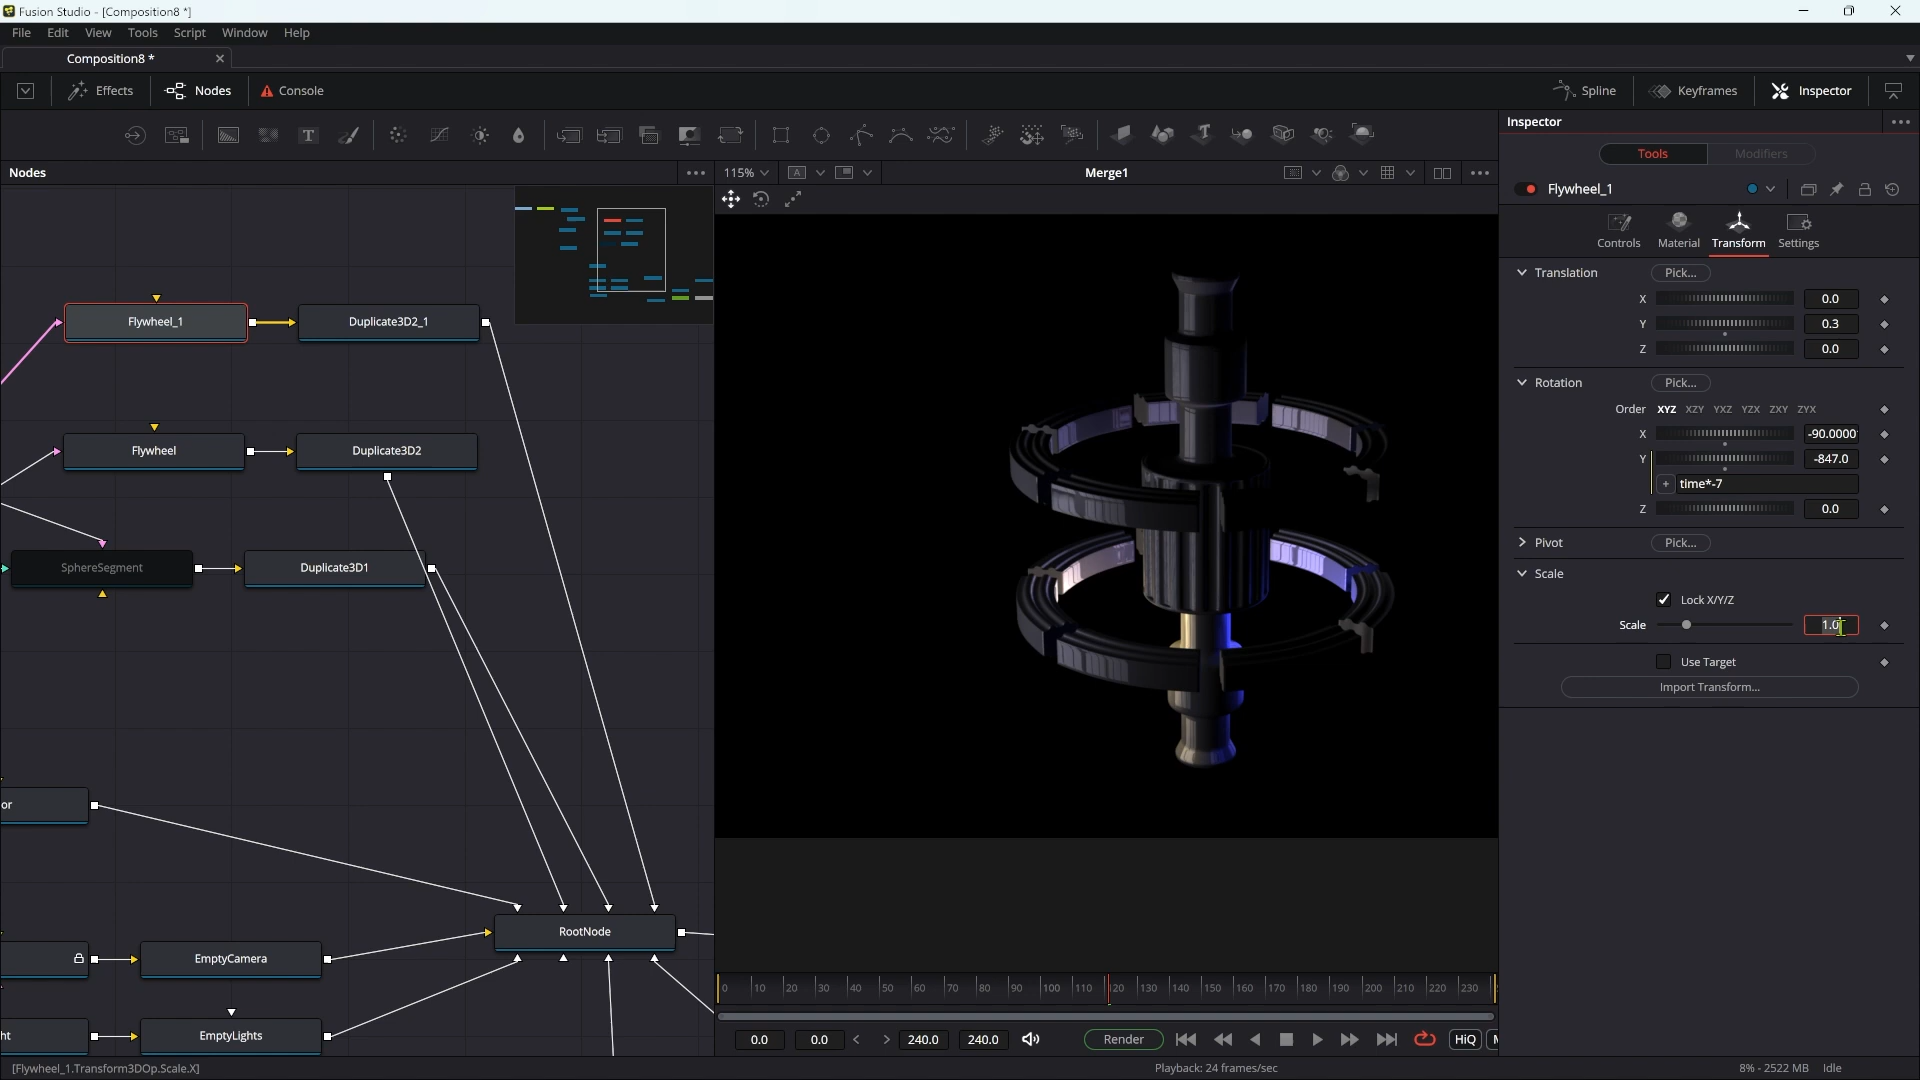 Fusion Studio - [Composition8 *]
File Edit View Tools Script Window Help
Composition8 *
Effects Nodes Console Spline Keyframes Inspector
Inspector
Tools Modifiers
Nodes 115% A Merge1
Flywheel_1
Controls Material Transform Settings
Translation Pick...
X 0.0
Y 0.3
Z 0.0
Rotation Pick...
Order XYZ XZY YXZ YZX ZXY ZYX
X -90.0000
Y -847.0
+ time*-7
Z 0.0
Pivot Pick...
Scale
Lock X/Y/Z
Scale 1.0
Use Target
Import Transform...
Flywheel_1 Duplicate3D2_1
Flywheel Duplicate3D2
SphereSegment Duplicate3D1
or
RootNode
EmptyCamera
ht EmptyLights
0 10 20 30 40 50 60 70 80 90 100 110 120 130 140 150 160 170 180 190 200 210 220 230
0.0 0.0 < > 240.0 240.0 Render HiQ M
[Flywheel_1.Transform3DOp.Scale.X] Playback: 24 frames/sec 8% - 2522 MB Idle